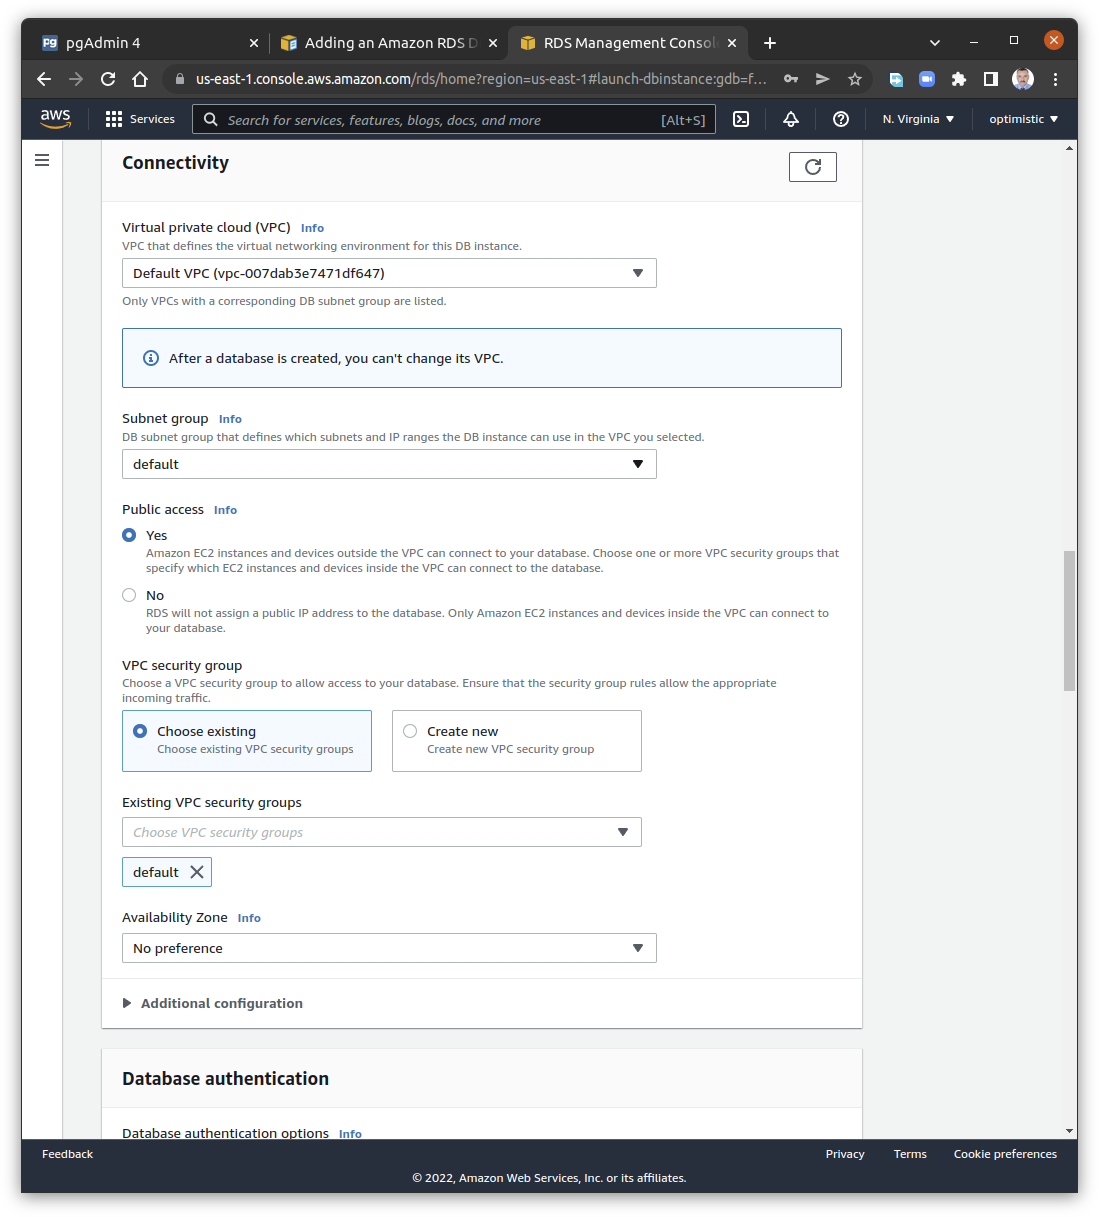 pgAdmin 4
Adding an Amazon RDS D
RDS Management Consol
us-east-1.console.aws.amazon.com/rds/home?region=us-east-1#launch-dbinstance:gdb=f...
aws
Services
Search for services, features, blogs, docs, and more
[Alt+S]
N. Virginia
optimistic
Connectivity
Virtual private cloud (VPC) Info
VPC that defines the virtual networking environment for this DB instance.
Default VPC (vpc-007dab3e7471df647)
Only VPCs with a corresponding DB subnet group are listed.
After a database is created, you can't change its VPC.
Subnet group Info
DB subnet group that defines which subnets and IP ranges the DB instance can use in the VPC you selected.
default
Public access Info
Yes
Amazon EC2 instances and devices outside the VPC can connect to your database. Choose one or more VPC security groups that
specify which EC2 instances and devices inside the VPC can connect to the database.
No
RDS will not assign a public IP address to the database. Only Amazon EC2 instances and devices inside the VPC can connect to
your database.
VPC security group
Choose a VPC security group to allow access to your database. Ensure that the security group rules allow the appropriate
incoming traffic.
Choose existing
Choose existing VPC security groups
Create new
Create new VPC security group
Existing VPC security groups
Choose VPC security groups
default
Availability Zone Info
No preference
Additional configuration
Database authentication
Database authentication options Info
Feedback
Privacy
Terms
Cookie preferences
© 2022, Amazon Web Services, Inc. or its affiliates.